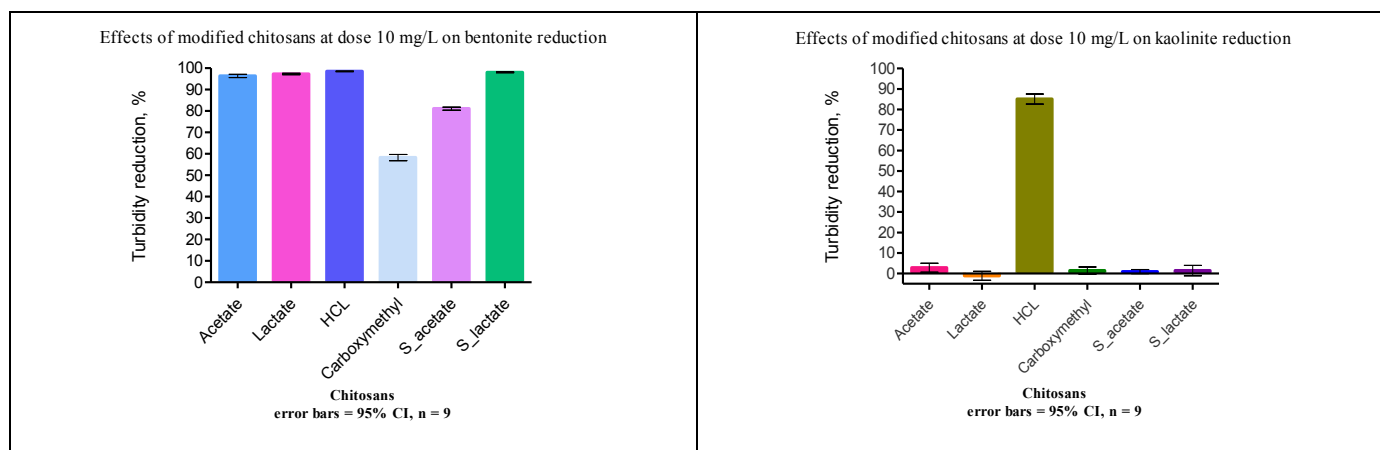 Effects of modified chitosans at dose 10 mg/L on bentonite reduction
Turbidity reduction, %
100
90
80
70
60
50
40
30
20
10
0
Acetate
Lactate
HCL
Carboxymethyl
S_acetate
S_lactate
Chitosans
error bars = 95% CI, n = 9
Effects of modified chitosans at dose 10 mg/L on kaolinite reduction
Turbidity reduction, %
100
90
80
70
60
50
40
30
20
10
0
Acetate
Lactate
HCL
Carboxymethyl
S_acetate
S_lactate
Chitosans
error bars = 95% CI, n = 9